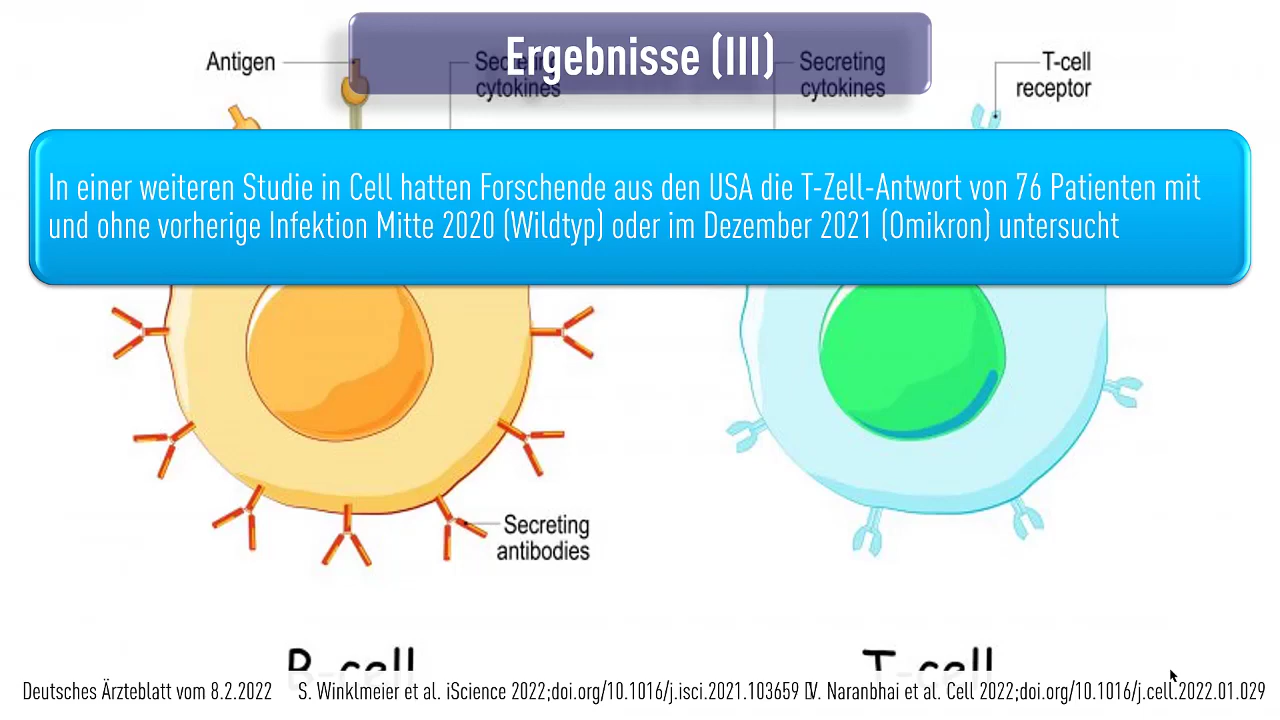 Ergebnisse (III)
Antigen
Secreting
cytokines
Secreting
cytokines
T-cell
receptor
In einer weiteren Studie in Cell hatten Forschende aus den USA die T-Zell-Antwort von 76 Patienten mit
und ohne vorherige Infektion Mitte 2020 (Wildtyp) oder im Dezember 2021 (Omikron) untersucht
Secreting
antibodies
B-cell
T-cell
Deutsches Ärzteblatt vom 8.2.2022
S. Winklmeier et al. iScience 2022;doi.org/10.1016/j.isci.2021.103659
V. Naranbhai et al. Cell 2022;doi.org/10.1016/j.cell.2022.01.029